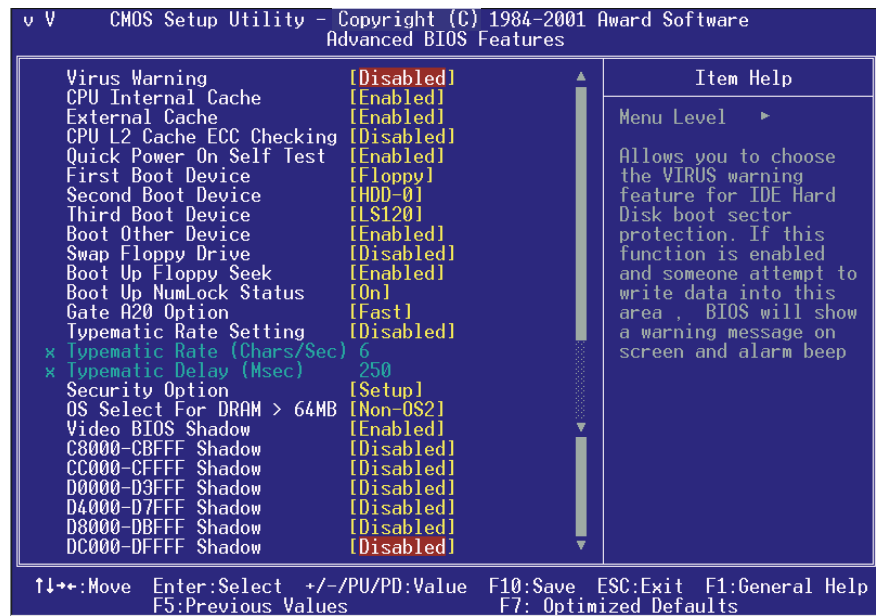 v V CMOS Setup Utility - Copyright (C) 1984-2001 Award Software
Advanced BIOS Features
Virus Warning [Disabled]
CPU Internal Cache [Enabled]
External Cache [Enabled]
CPU L2 Cache ECC Checking [Disabled]
Quick Power On Self Test [Enabled]
First Boot Device [Floppy]
Second Boot Device [HDD-0]
Third Boot Device [LS120]
Boot Other Device [Enabled]
Swap Floppy Drive [Disabled]
Boot Up Floppy Seek [Enabled]
Boot Up NumLock Status [On]
Gate A20 Option [Fast]
Typematic Rate Setting [Disabled]
x Typematic Rate (Chars/Sec) 6
x Typematic Delay (Msec) 250
Security Option [Setup]
OS Select For DRAM > 64MB [Non-OS2]
Video BIOS Shadow [Enabled]
C8000-CBFFF Shadow [Disabled]
CC000-CFFFF Shadow [Disabled]
D0000-D3FFF Shadow [Disabled]
D4000-D7FFF Shadow [Disabled]
D8000-DBFFF Shadow [Disabled]
DC000-DFFFF Shadow [Disabled]
Item Help
Menu Level ►
Allows you to choose
the VIRUS warning
feature for IDE Hard
Disk boot sector
protection. If this
function is enabled
and someone attempt to
write data into this
area , BIOS will show
a warning message on
screen and alarm beep
↑↓→←:Move Enter:Select +/-/PU/PD:Value F10:Save ESC:Exit F1:General Help
F5:Previous Values F7: Optimized Defaults